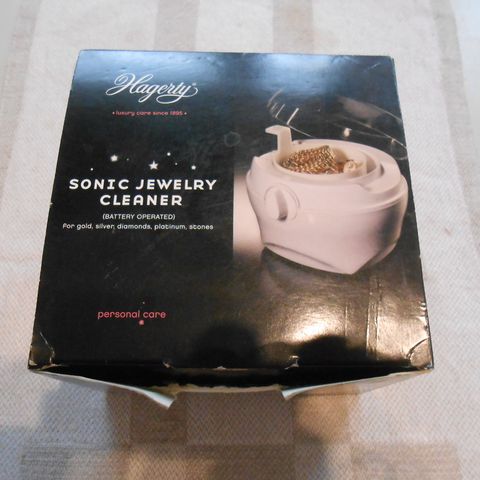 Hagerty®
• luxury care since 1895 •
SONIC JEWELRY
CLEANER
(BATTERY OPERATED)
For gold, silver, diamonds, platinum, stones
personal care